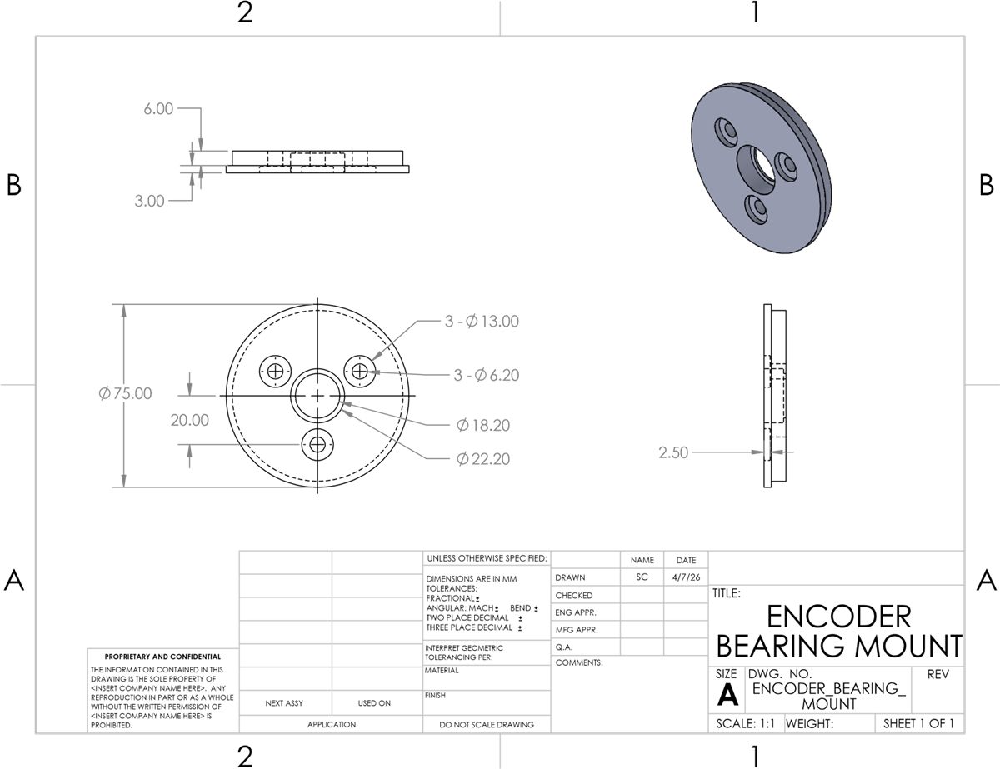 2
1
B
B
6.00
3.00
3 - Ø 13.00
3 - Ø 6.20
Ø 75.00
20.00
Ø 18.20
Ø 22.20
2.50
A
A
UNLESS OTHERWISE SPECIFIED:
DIMENSIONS ARE IN MM
TOLERANCES:
FRACTIONAL ±
ANGULAR: MACH ± BEND ±
TWO PLACE DECIMAL ±
THREE PLACE DECIMAL ±
INTERPRET GEOMETRIC
TOLERANCING PER:
MATERIAL
FINISH
DO NOT SCALE DRAWING
NAME DATE
DRAWN SC 4/7/26
CHECKED
ENG APPR.
MFG APPR.
Q.A.
COMMENTS:
TITLE:
ENCODER
BEARING MOUNT
SIZE DWG. NO. REV
A ENCODER_BEARING_
MOUNT
SCALE: 1:1 WEIGHT: SHEET 1 OF 1
PROPRIETARY AND CONFIDENTIAL
THE INFORMATION CONTAINED IN THIS
DRAWING IS THE SOLE PROPERTY OF
<INSERT COMPANY NAME HERE>. ANY
REPRODUCTION IN PART OR AS A WHOLE
WITHOUT THE WRITTEN PERMISSION OF
<INSERT COMPANY NAME HERE> IS
PROHIBITED.
NEXT ASSY USED ON
APPLICATION
2
1